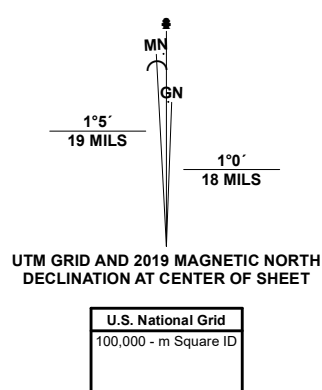 MN
GN
1°5´
19 MILS
1°0´
18 MILS
UTM GRID AND 2019 MAGNETIC NORTH
DECLINATION AT CENTER OF SHEET
U.S. National Grid
100,000 - m Square ID